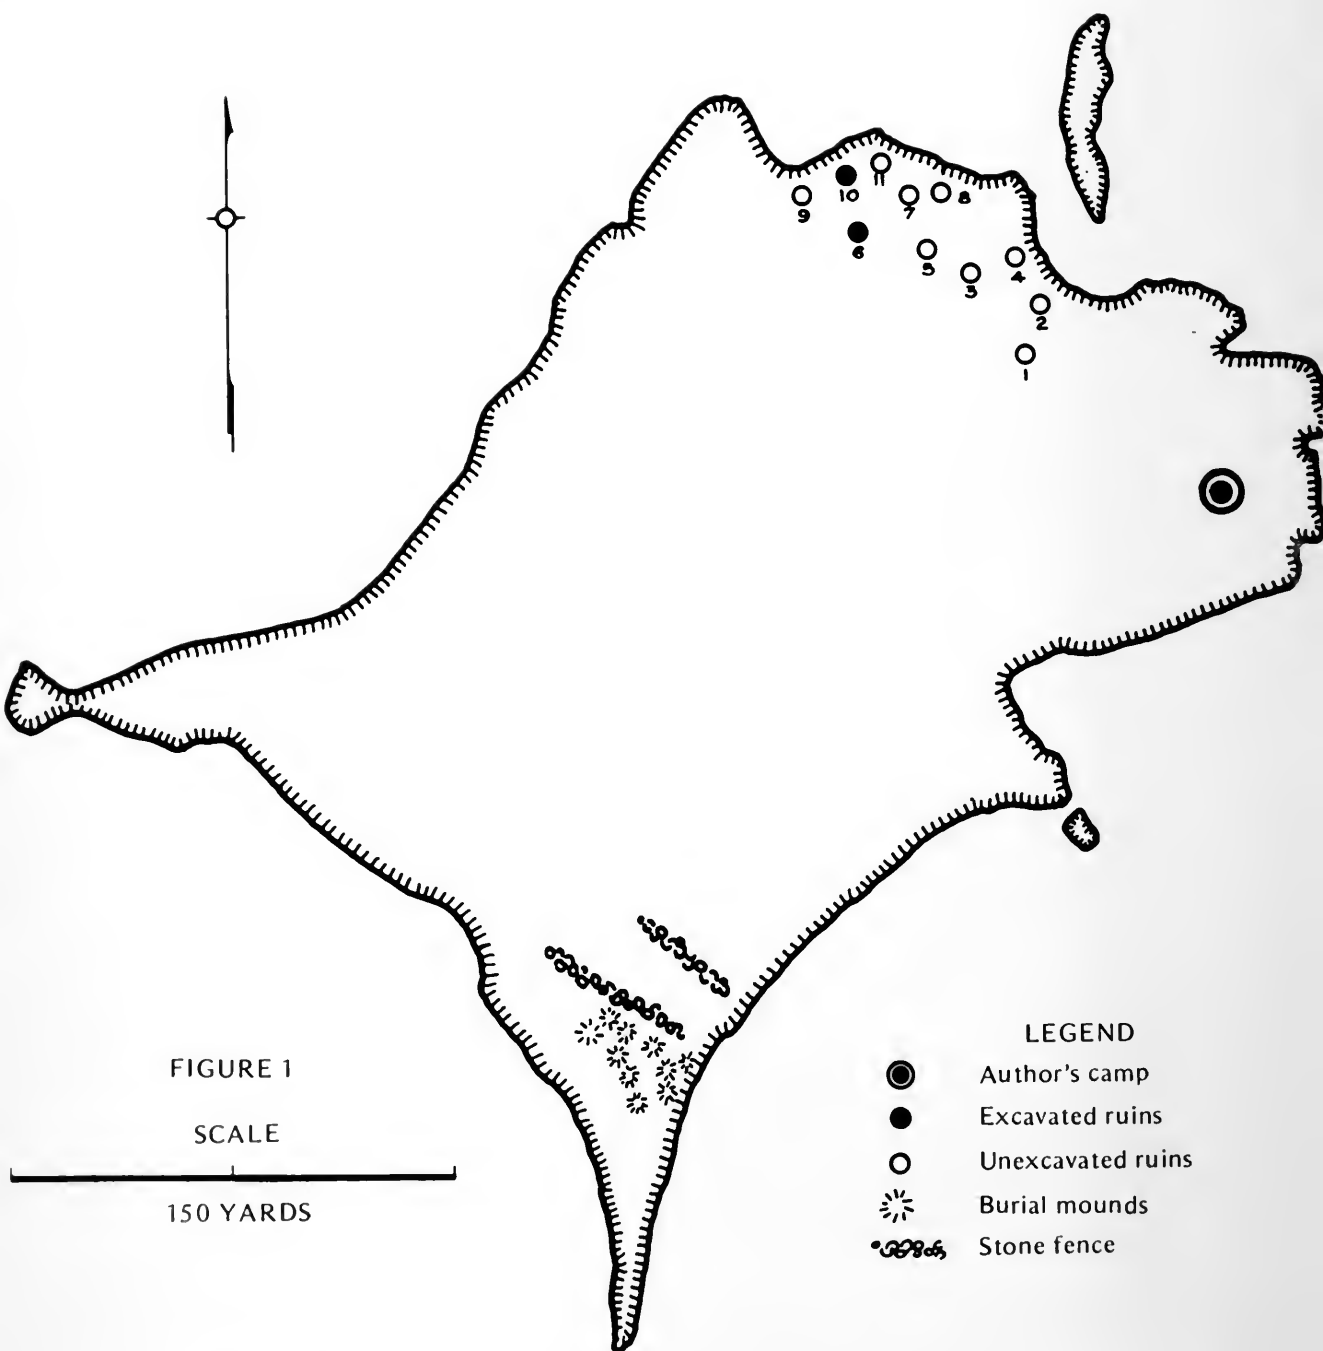 11
10
8
9
7
6
5
4
3
2
1
FIGURE 1
SCALE
150 YARDS
LEGEND
Author's camp
Excavated ruins
Unexcavated ruins
Burial mounds
Stone fence